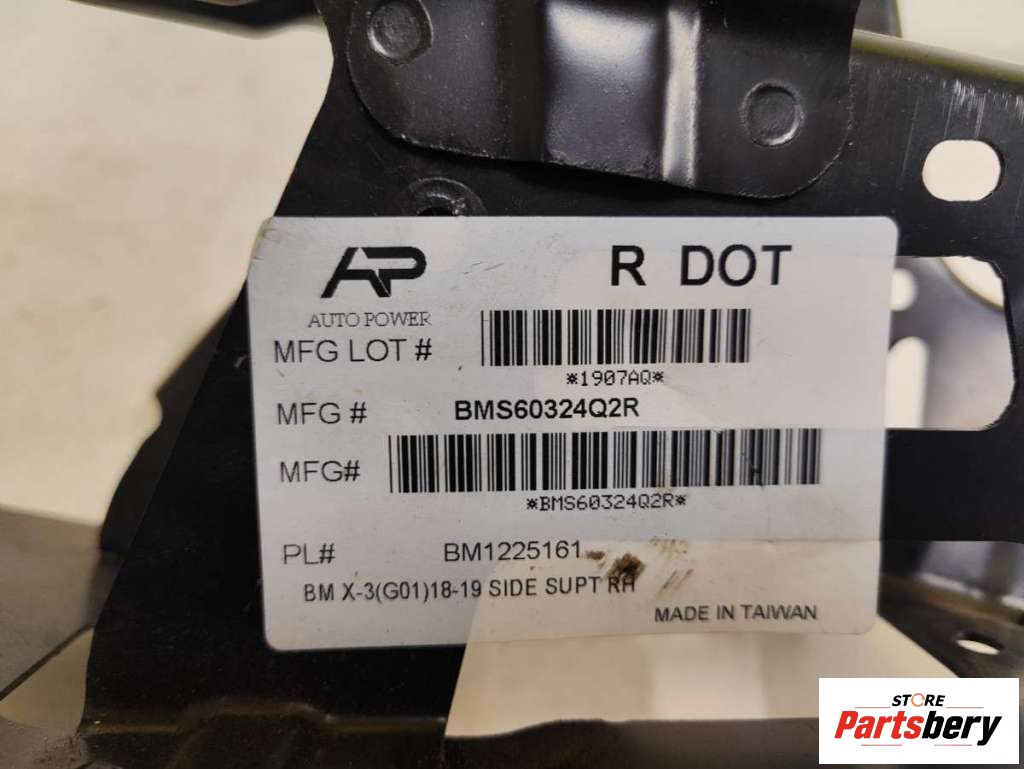 AP
R DOT
AUTO POWER
MFG LOT #
*1907AQ*
MFG # BMS60324Q2R
MFG#
*BMS60324Q2R*
PL# BM1225161
BM X-3(G01)18-19 SIDE SUPT RH
MADE IN TAIWAN
STORE
Partsbery